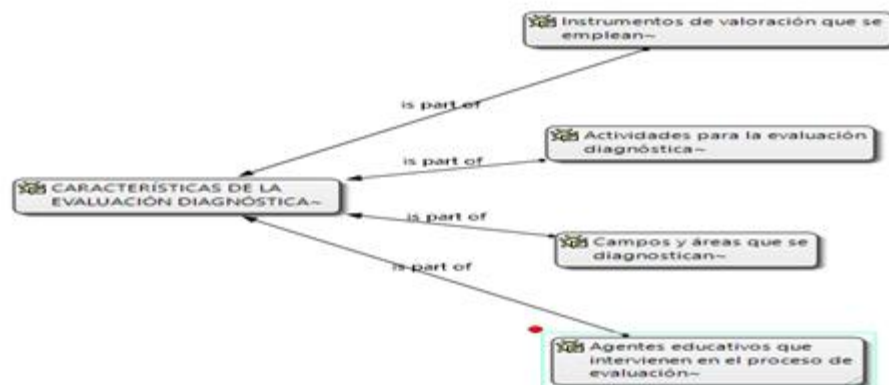 Instrumentos de valoración que se
emplean~
is part of
Actividades para la evaluación
diagnóstica~
is part of
CARACTERÍSTICAS DE LA
EVALUACIÓN DIAGNÓSTICA~
is part of
Campos y áreas que se
diagnostican~
is part of
Agentes educativos que
intervienen en el proceso de
evaluación~